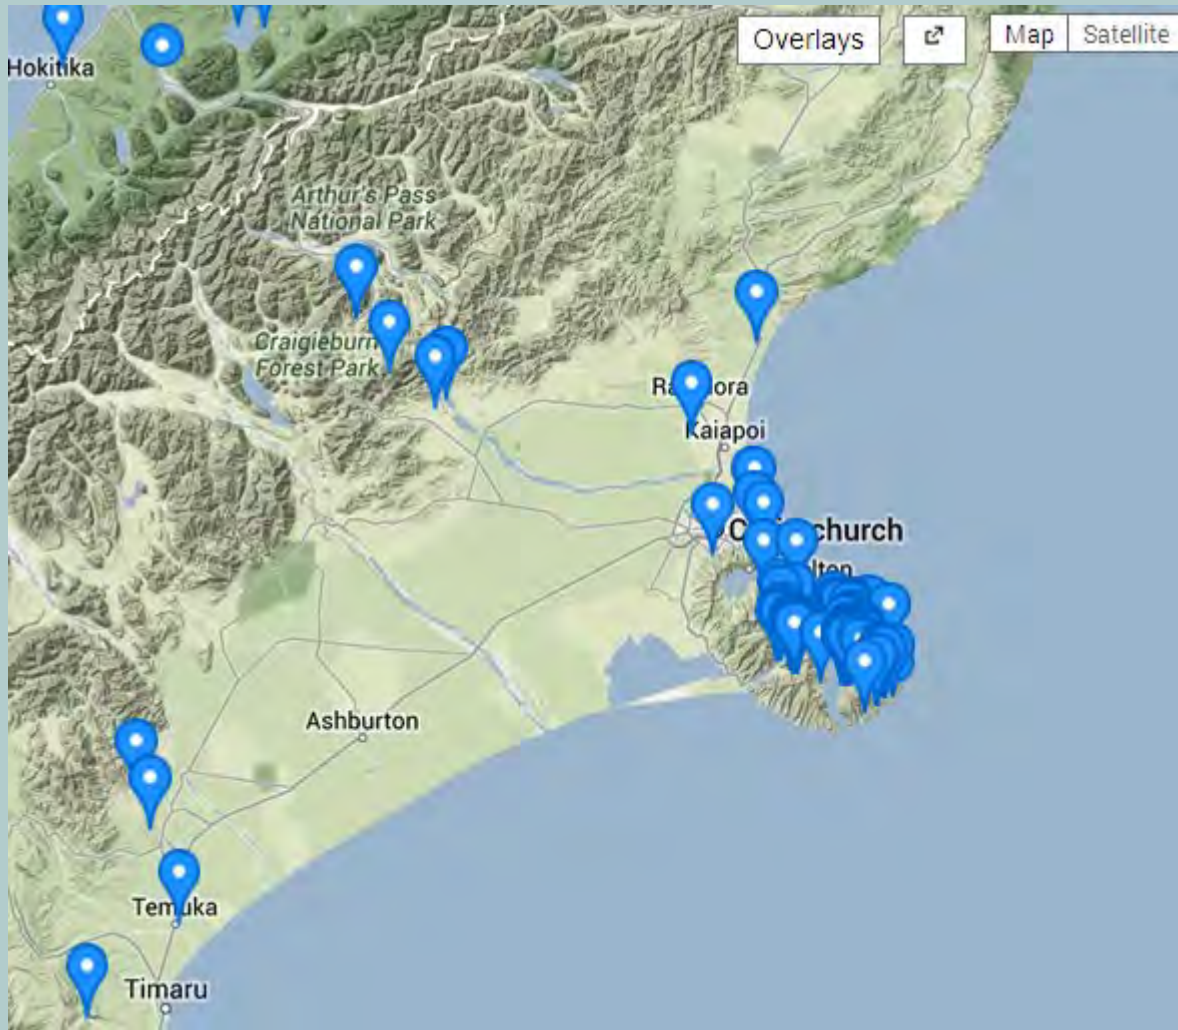 Overlays
Map
Satellite
Hokitika
Arthur's Pass
National Park
Craigieburn
Forest Park
Kaiapoi
Ashburton
Temuka
Timaru